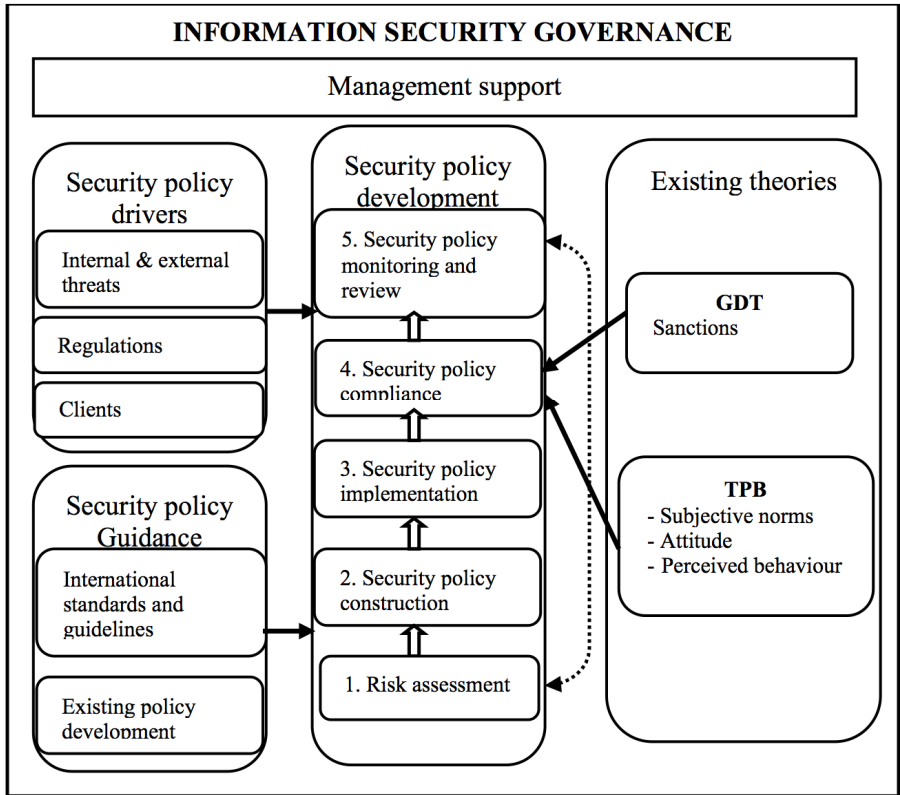 INFORMATION SECURITY GOVERNANCE
Management support
Security policy
drivers
Internal & external
threats
Regulations
Clients
Security policy
Guidance
International
standards and
guidelines
Existing policy
development
Security policy
development
5. Security policy
monitoring and
review
4. Security policy
compliance
3. Security policy
implementation
2. Security policy
construction
1. Risk assessment
Existing theories
GDT
Sanctions
TPB
- Subjective norms
- Attitude
- Perceived behaviour